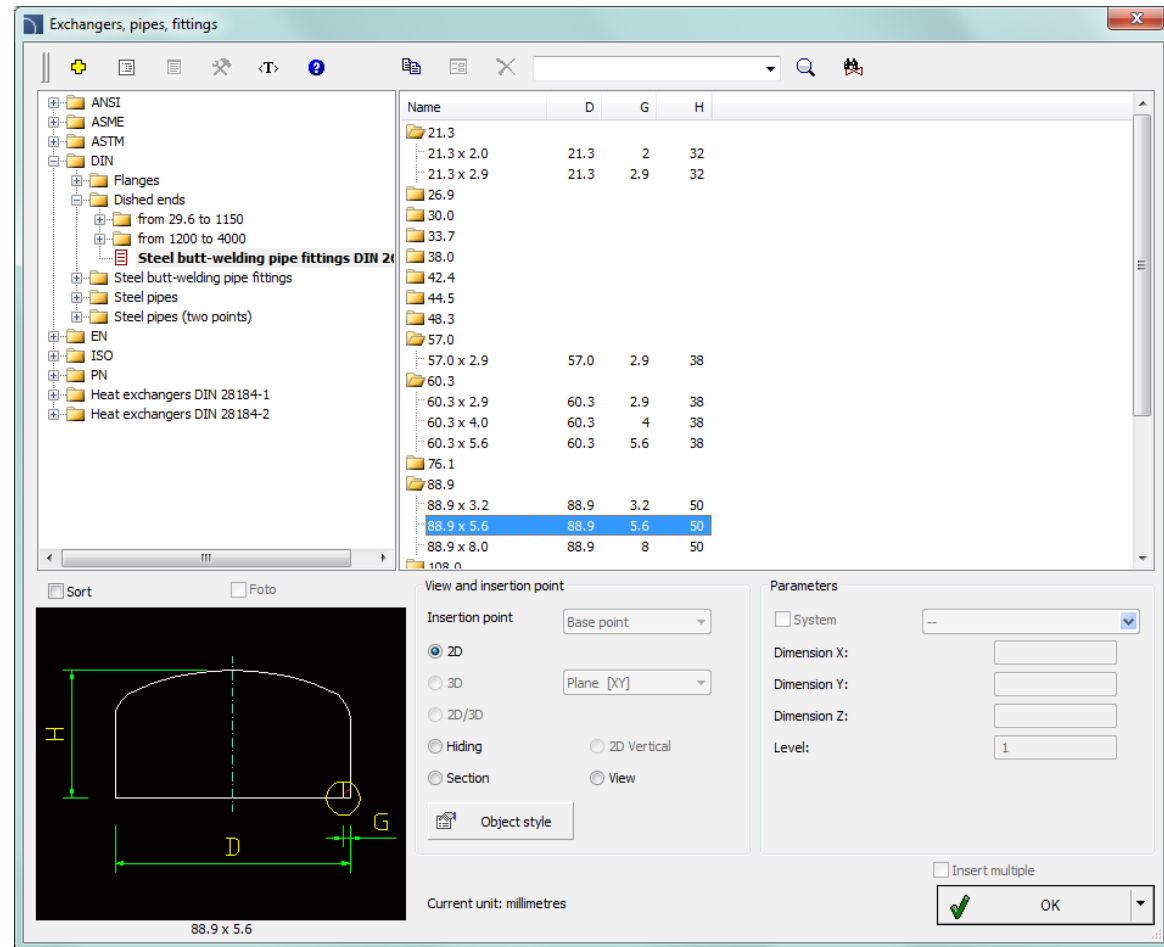 Exchangers, pipes, fittings
x
<T> ?
ANSI
ASME
ASTM
DIN
Flanges
Dished ends
from 29.6 to 1150
from 1200 to 4000
Steel butt-welding pipe fittings DIN 26
Steel butt-welding pipe fittings
Steel pipes
Steel pipes (two points)
EN
ISO
PN
Heat exchangers DIN 28184-1
Heat exchangers DIN 28184-2
Name D G H
21.3
21.3 x 2.0 21.3 2 32
21.3 x 2.9 21.3 2.9 32
26.9
30.0
33.7
38.0
42.4
44.5
48.3
57.0
57.0 x 2.9 57.0 2.9 38
60.3
60.3 x 2.9 60.3 2.9 38
60.3 x 4.0 60.3 4 38
60.3 x 5.6 60.3 5.6 38
76.1
88.9
88.9 x 3.2 88.9 3.2 50
88.9 x 5.6 88.9 5.6 50
88.9 x 8.0 88.9 8 50
108.0
Sort Foto
H
G
D
88.9 x 5.6
View and insertion point
Insertion point Base point
2D
3D Plane [XY]
2D/3D
Hiding 2D Vertical
Section View
Object style
Current unit: millimetres
Parameters
System --
Dimension X:
Dimension Y:
Dimension Z:
Level: 1
Insert multiple
OK